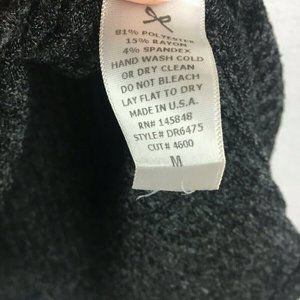 81% POLYESTER
15% RAYON
4% SPANDEX
HAND WASH COLD
OR DRY CLEAN
DO NOT BLEACH
LAY FLAT TO DRY
MADE IN U.S.A.
RN# 145848
STYLE# DR6475
CUT# 4600
M